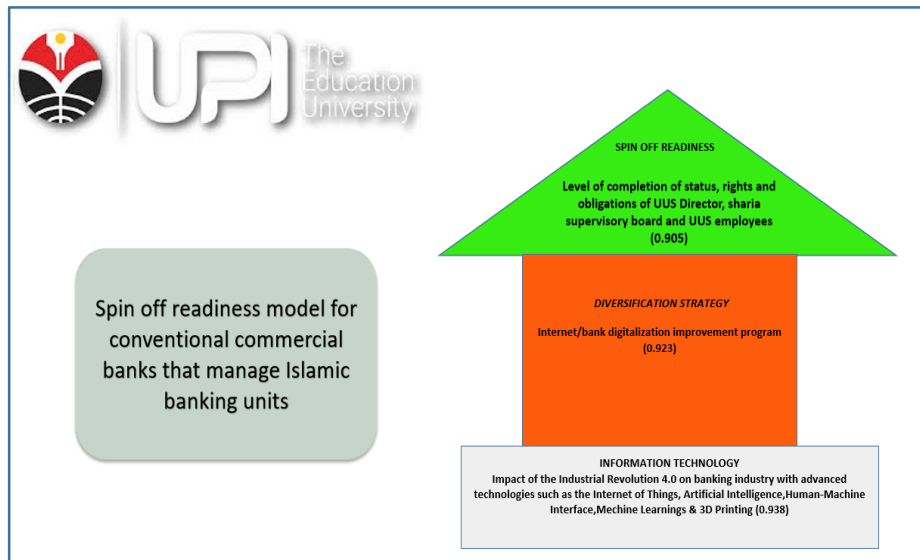 UPI
The
Education
University
SPIN OFF READINESS
Level of completion of status, rights and
obligations of UUS Director, sharia
supervisory board and UUS employees
(0.905)
Spin off readiness model for
conventional commercial
banks that manage Islamic
banking units
DIVERSIFICATION STRATEGY
Internet/bank digitalization improvement program
(0.923)
INFORMATION TECHNOLOGY
Impact of the Industrial Revolution 4.0 on banking industry with advanced
technologies such as the Internet of Things, Artificial Intelligence,Human-Machine
Interface,Mechine Learnings & 3D Printing (0.938)